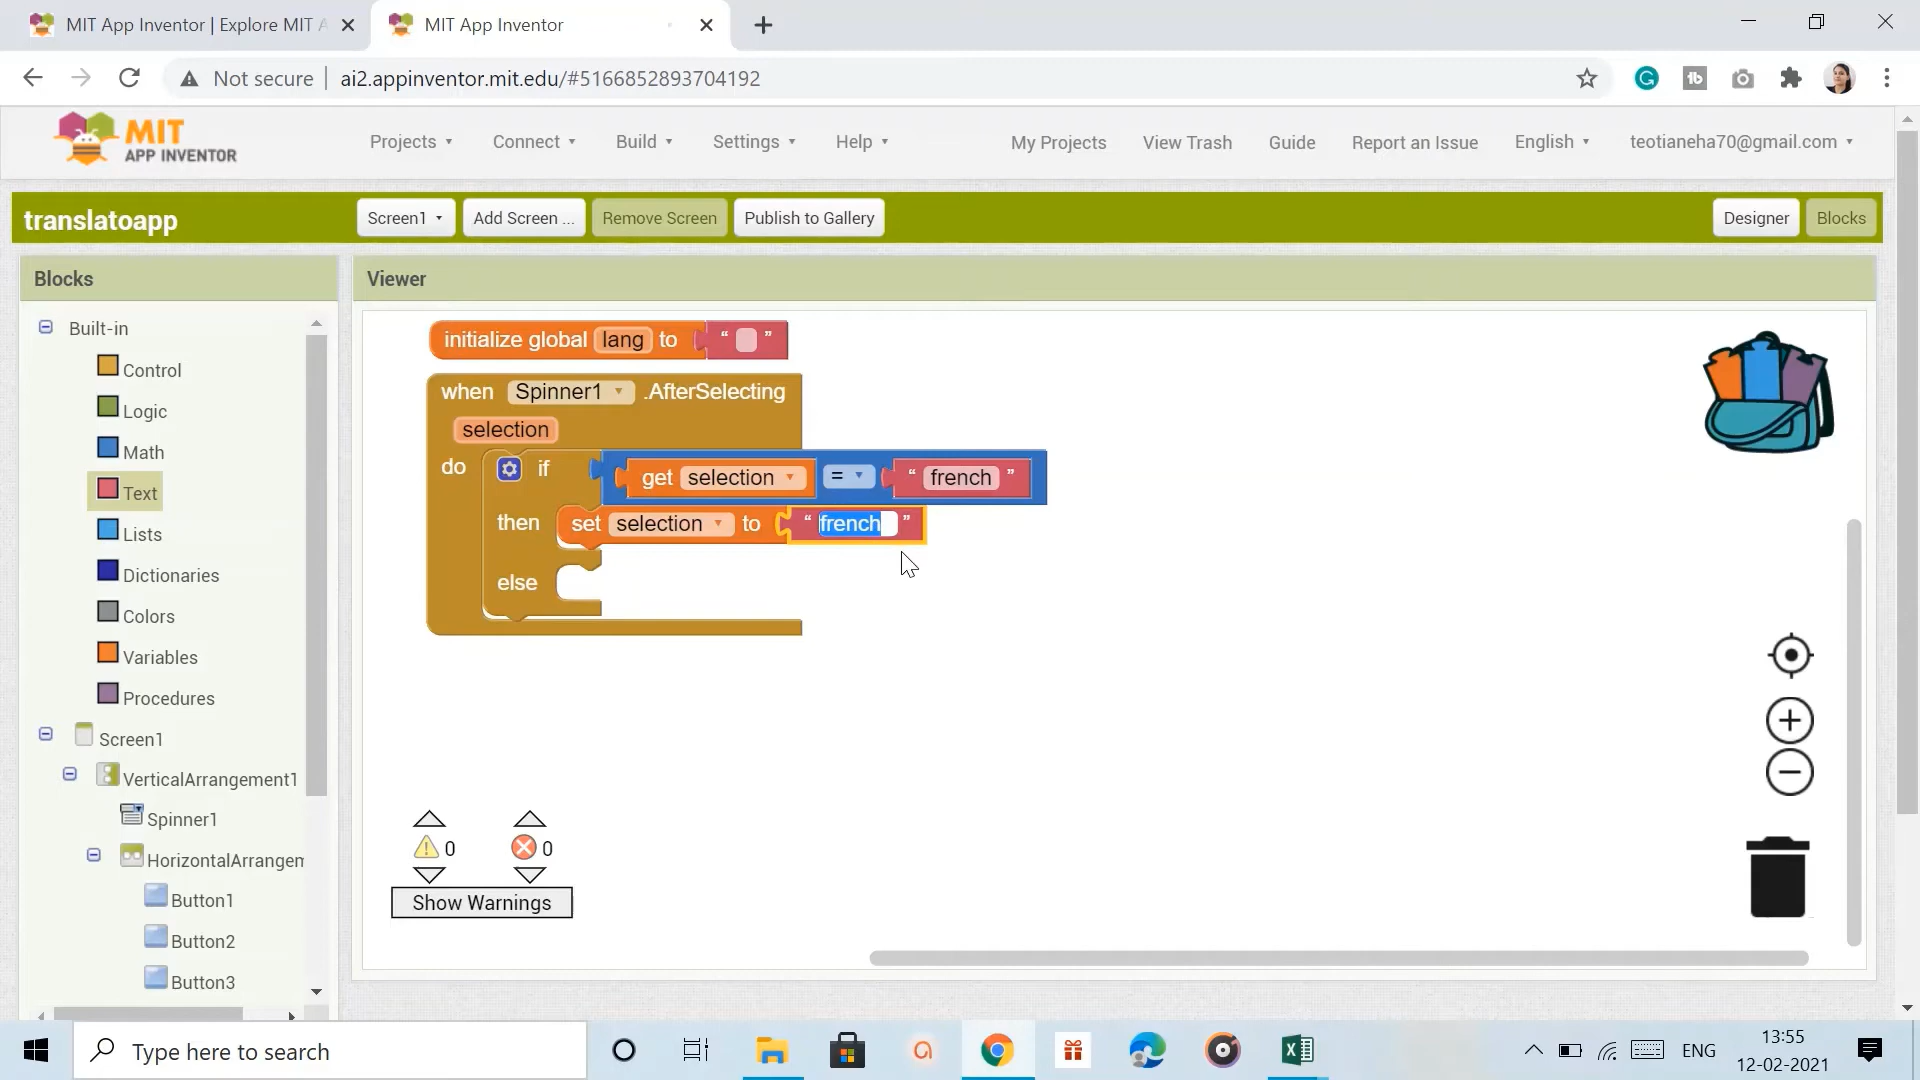 MIT App Inventor | Explore MIT A
MIT App Inventor
Not secure
ai2.appinventor.mit.edu/#5166852893704192
MIT
APP INVENTOR
Projects
Connect
Build
Settings
Help
My Projects
View Trash
Guide
Report an Issue
English
teotianeha70@gmail.com
translatoapp
Screen1
Add Screen ...
Remove Screen
Publish to Gallery
Designer
Blocks
Blocks
Viewer
Built-in
Control
Logic
Math
Text
Lists
Dictionaries
Colors
Variables
Procedures
Screen1
VerticalArrangement1
Spinner1
HorizontalArrangem
Button1
Button2
Button3
initialize global lang to “ ”
when Spinner1 .AfterSelecting
selection
do if get selection = “ french ”
then set selection to “ french ”
else
0 0
Show Warnings
Type here to search
ENG
13:55
12-02-2021